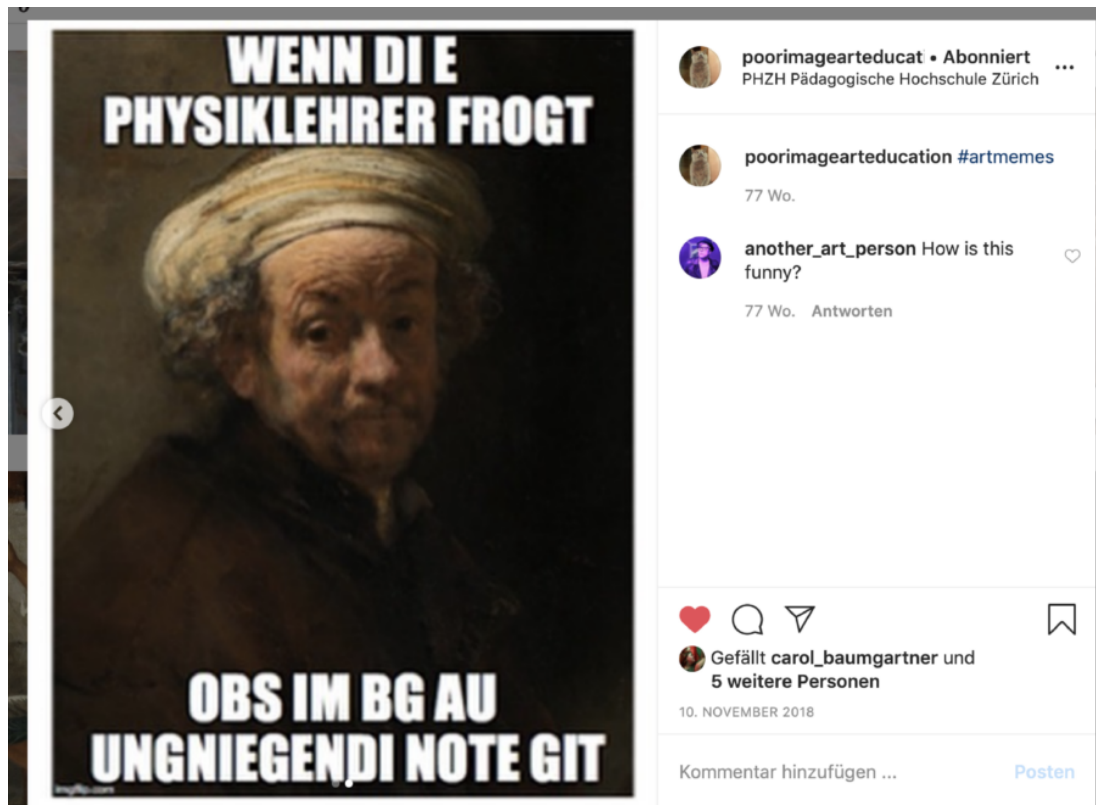 WENN DI E
PHYSIKLEHRER FROGT
OBS IM BG AU
UNGNIEGENDI NOTE GIT
imgflip.com
poorimagearteducati • Abonniert
PHZH Pädagogische Hochschule Zürich
poorimagearteducation #artmemes
77 Wo.
another_art_person How is this
funny?
77 Wo. Antworten
Gefällt carol_baumgartner und
5 weitere Personen
10. NOVEMBER 2018
Kommentar hinzufügen ... Posten